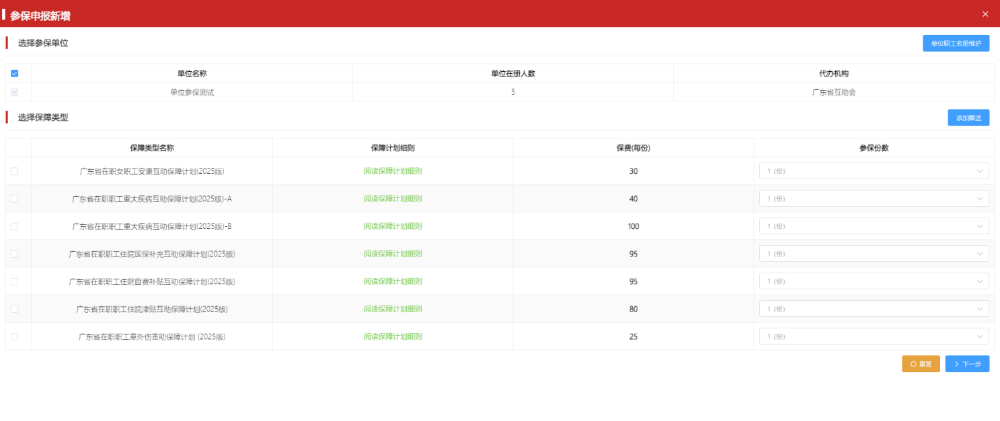 参保申报新增
选择参保单位
单位职工名册维护
单位名称 单位在册人数 代办机构
单位参保测试 5 广东省互助会
选择保障类型
添加赠送
保障类型名称 保障计划细则 保费(每份) 参保份数
广东省在职女职工安康互助保障计划(2025版) 阅读保障计划细则 30 1 (份)
广东省在职职工重大疾病互助保障计划(2025版)-A 阅读保障计划细则 40 1 (份)
广东省在职职工重大疾病互助保障计划(2025版)-B 阅读保障计划细则 100 1 (份)
广东省在职职工住院医保补充互助保障计划(2025版) 阅读保障计划细则 95 1 (份)
广东省在职职工住院自费补贴互助保障计划(2025版) 阅读保障计划细则 95 1 (份)
广东省在职职工住院津贴互助保障计划(2025版) 阅读保障计划细则 80 1 (份)
广东省在职职工意外伤害助保障计划 (2025版) 阅读保障计划细则 25 1 (份)
重置 下一步